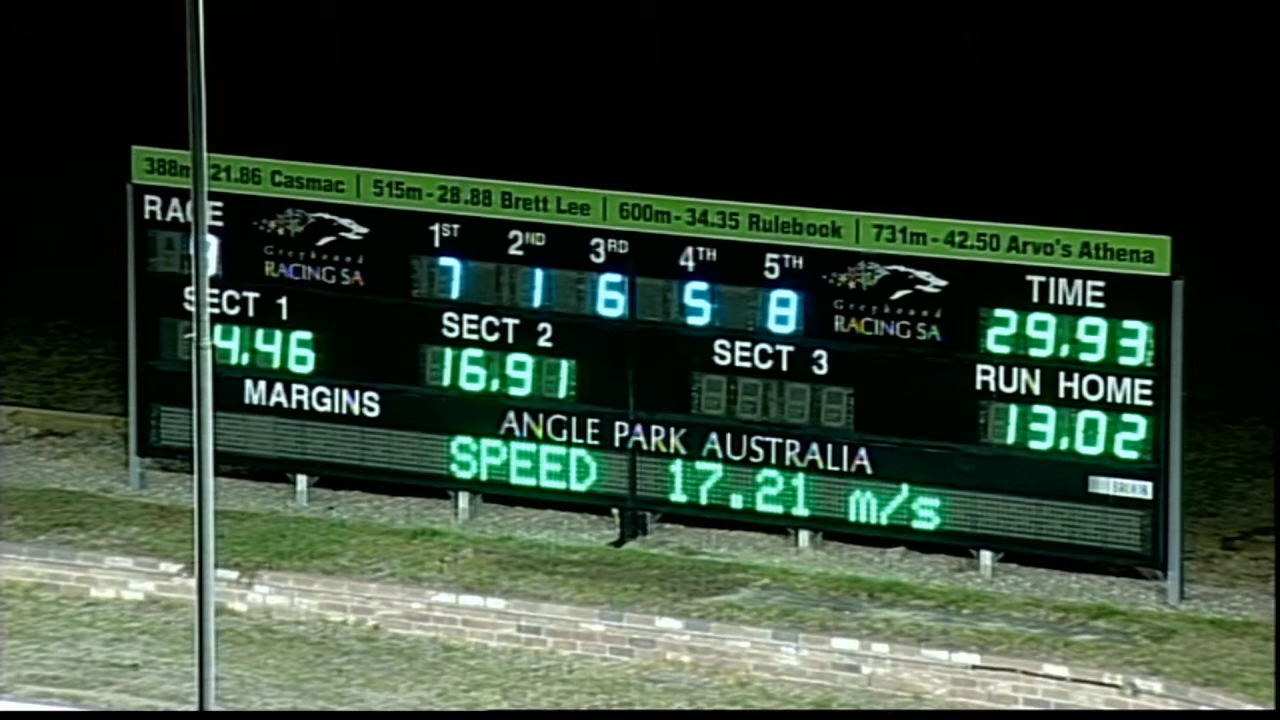 388m-21.86 Casmac | 515m-28.88 Brett Lee | 600m-34.35 Rulebook | 731m-42.50 Arvo's Athena
RACE
Greyhound
RACING SA
1ST 2ND 3RD 4TH 5TH
7 1 6 5 8
Greyhound
RACING SA
TIME
29.93
SECT 1
4.46
SECT 2
16.91
SECT 3
RUN HOME
13.02
MARGINS
ANGLE PARK AUSTRALIA
SPEED 17.21 m/s